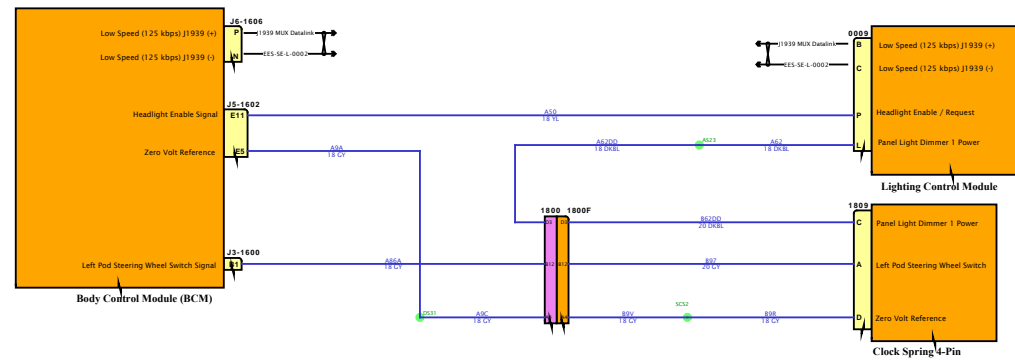 J6-1606
Low Speed (125 kbps) J1939 (+)
P
J1939 MUX Datalink
Low Speed (125 kbps) J1939 (-)
N
EES-SE-L-0002
J5-1602
Headlight Enable Signal
E11
A50
18 YL
Zero Volt Reference
E5
A9A
18 GY
J3-1600
Left Pod Steering Wheel Switch Signal
A86A
18 GY
Body Control Module (BCM)
DS31
A9C
18 GY
1800
1800F
D3
D3
B12
B12
A62DD
18 DKBL
AS23
A62
18 DKBL
B62DD
20 DKBL
B97
20 GY
B9V
18 GY
SCS2
B9R
18 GY
0009
J1939 MUX Datalink
B
Low Speed (125 kbps) J1939 (+)
EES-SE-L-0002
C
Low Speed (125 kbps) J1939 (-)
P
Headlight Enable / Request
L
Panel Light Dimmer 1 Power
Lighting Control Module
1809
C
Panel Light Dimmer 1 Power
A
Left Pod Steering Wheel Switch
D
Zero Volt Reference
Clock Spring 4-Pin